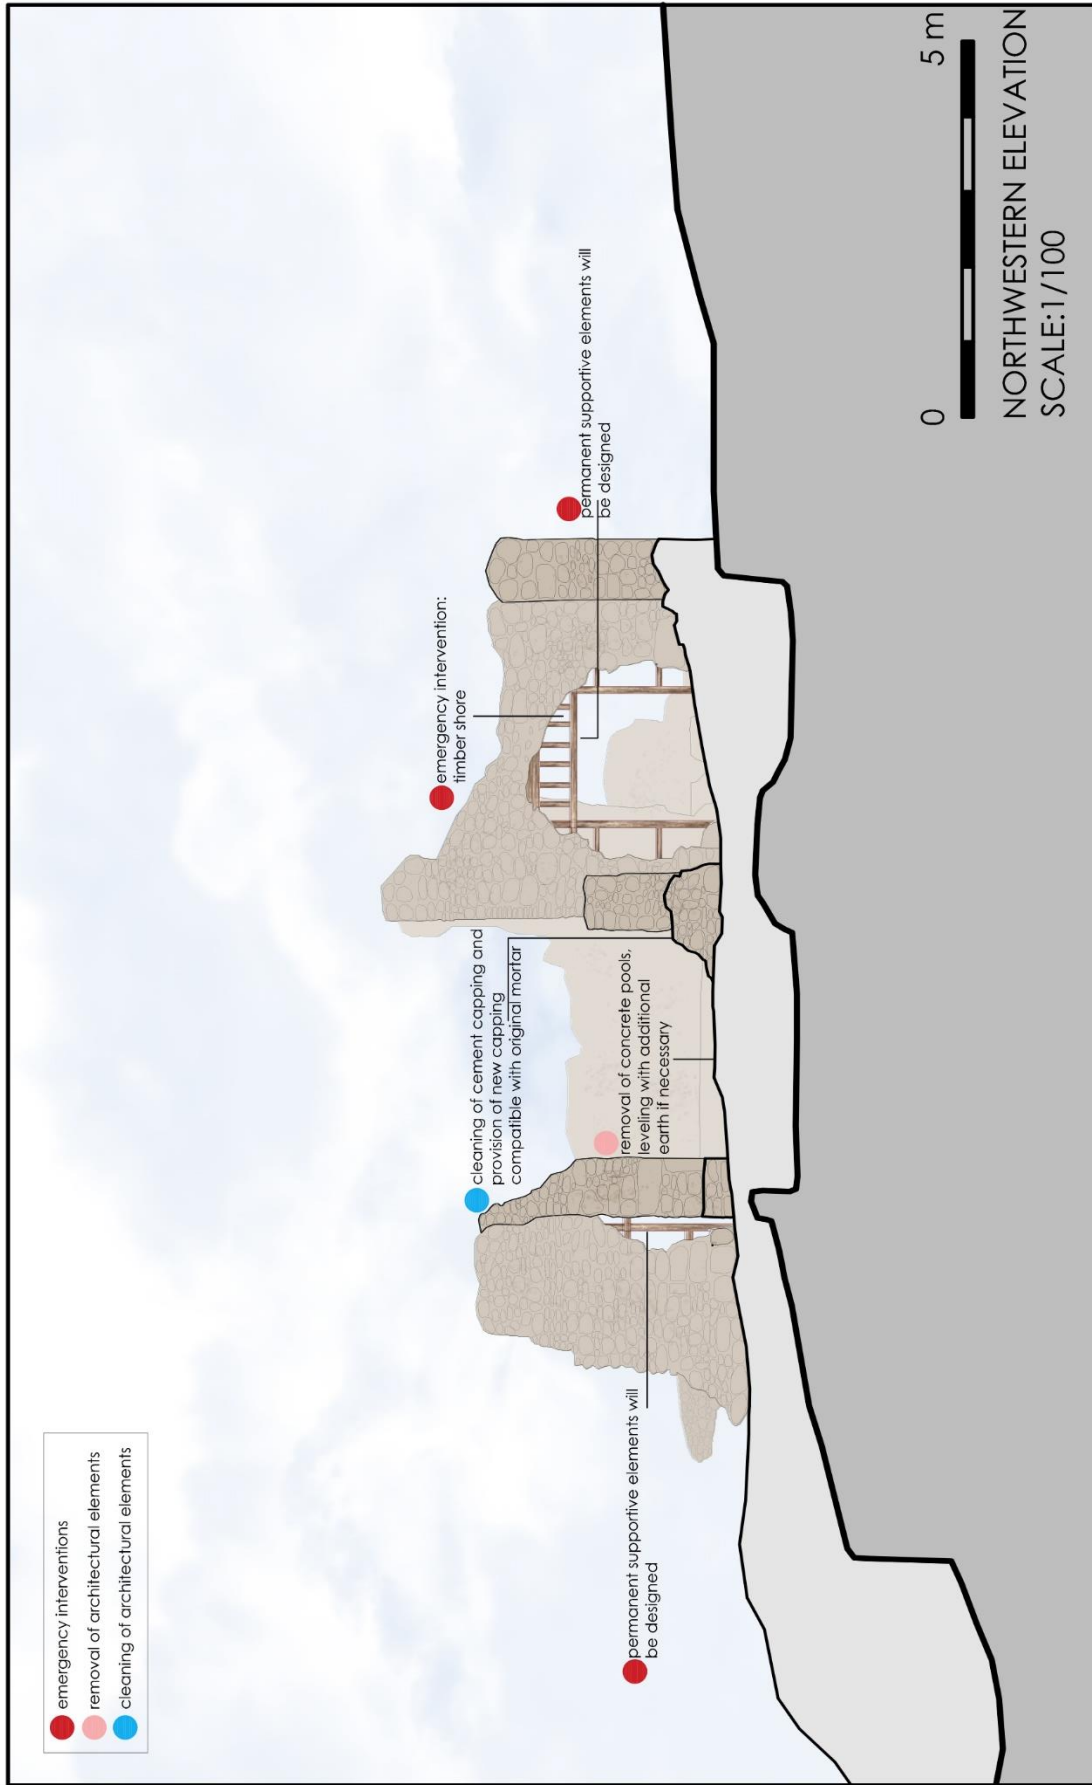 emergency interventions
removal of architectural elements
cleaning of architectural elements
permanent supportive elements will
be designed
cleaning of cement capping and
provision of new capping
compatible with original mortar
removal of concrete pools,
leveling with additional
earth if necessary
emergency intervention:
timber shore
permanent supportive elements will
be designed
0
5 m
NORTHWESTERN ELEVATION
SCALE:1/100